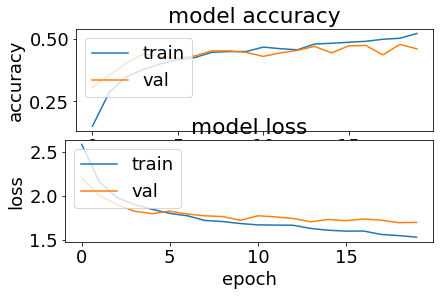 model accuracy
0.50
0.25
accuracy
train
val
model loss
2.5
2.0
1.5
loss
train
val
0
5
10
15
epoch